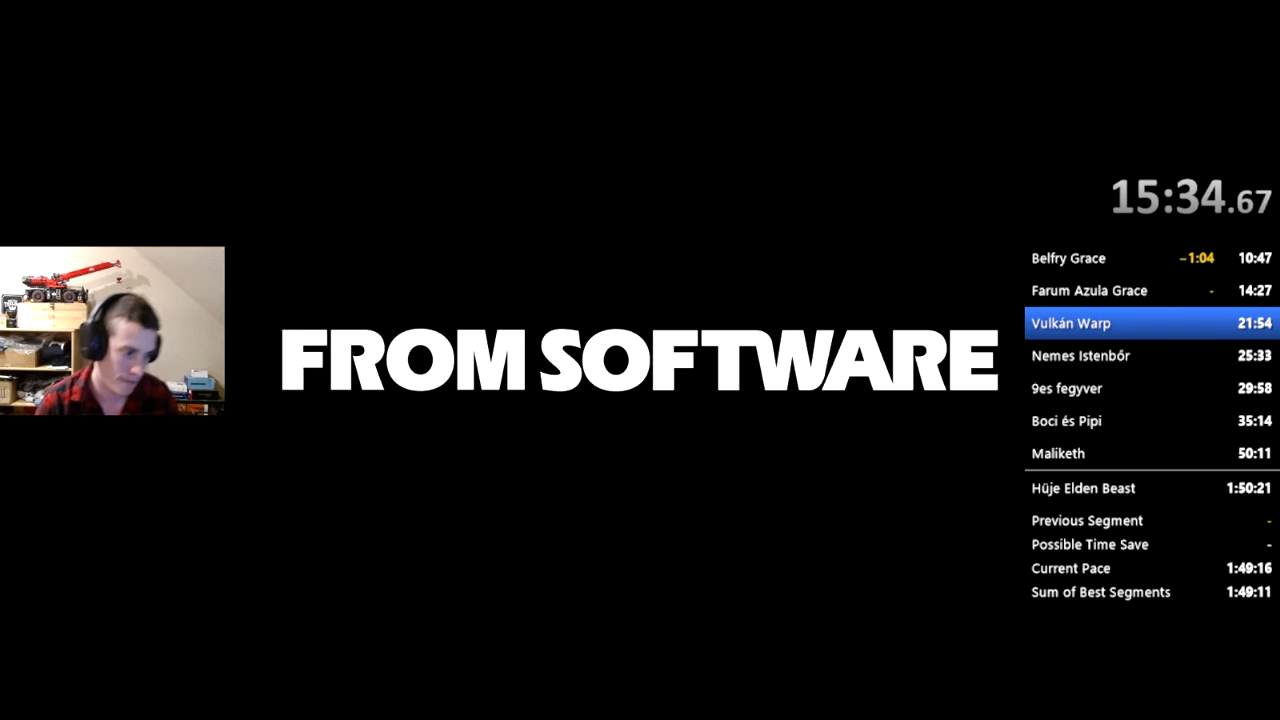 FROMSOFTWARE
15:34.67
Belfry Grace -1:04 10:47
Farum Azula Grace - 14:27
Vulkán Warp 21:54
Nemes Istenbőr 25:33
9es fegyver 29:58
Boci és Pipi 35:14
Maliketh 50:11
Hüje Elden Beast 1:50:21
Previous Segment -
Possible Time Save -
Current Pace 1:49:16
Sum of Best Segments 1:49:11